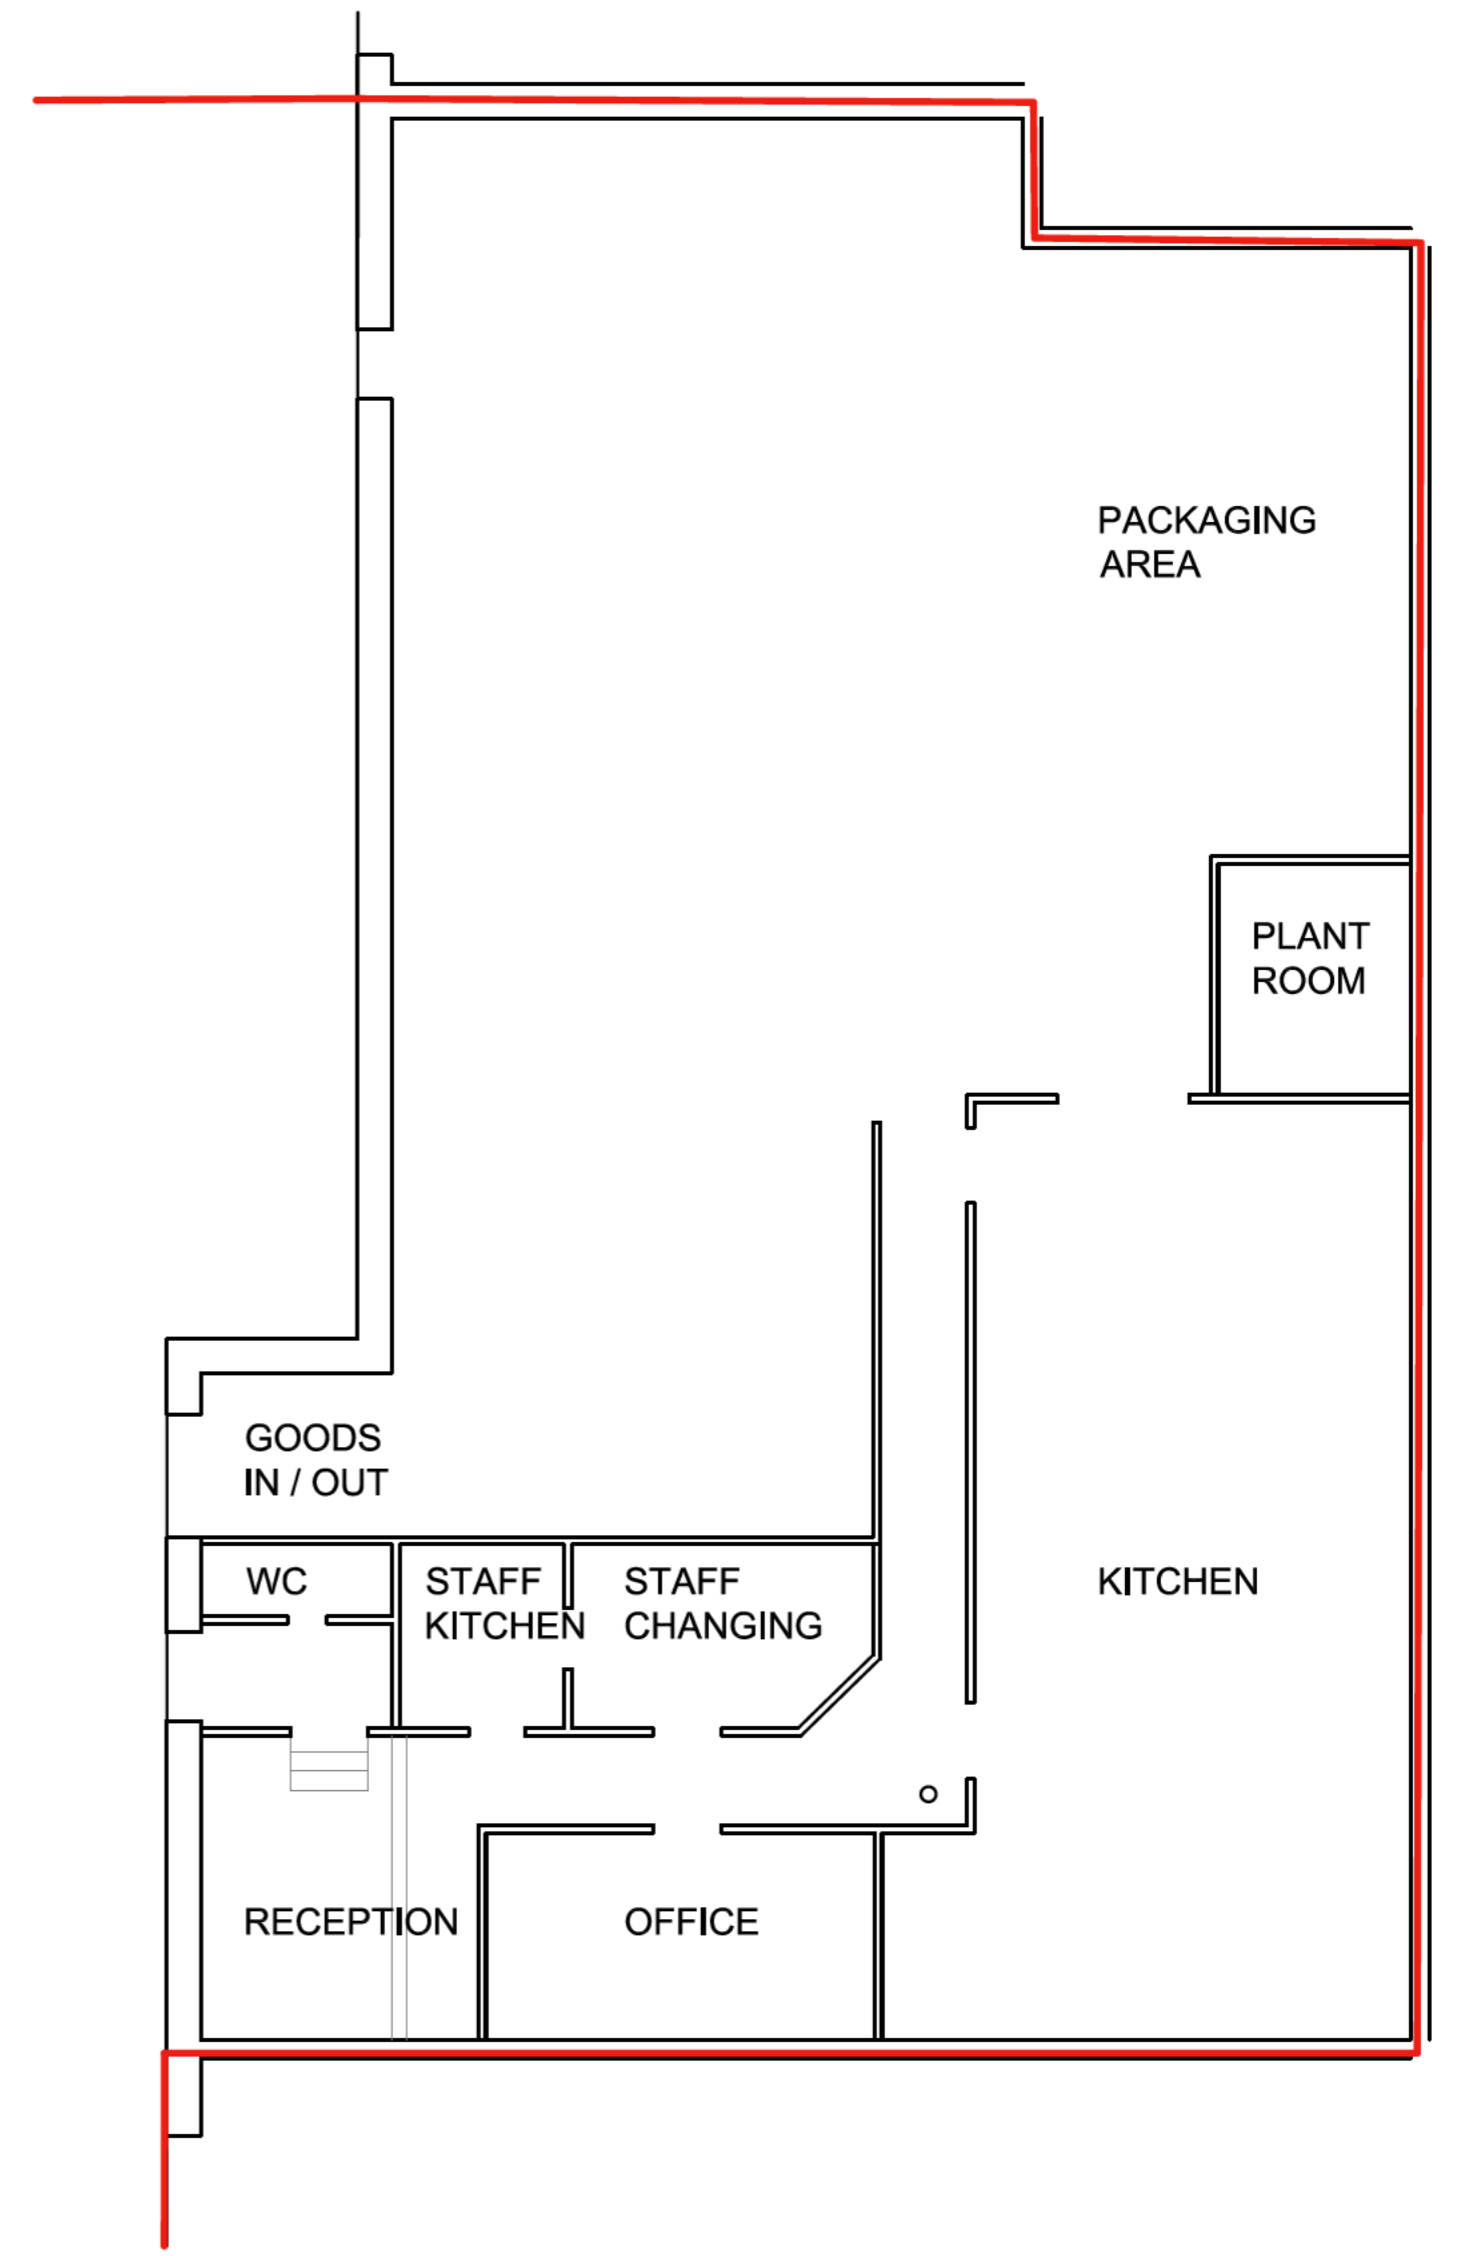 PACKAGING
AREA
PLANT
ROOM
GOODS
IN / OUT
WC
STAFF
KITCHEN
STAFF
CHANGING
KITCHEN
RECEPTION
OFFICE